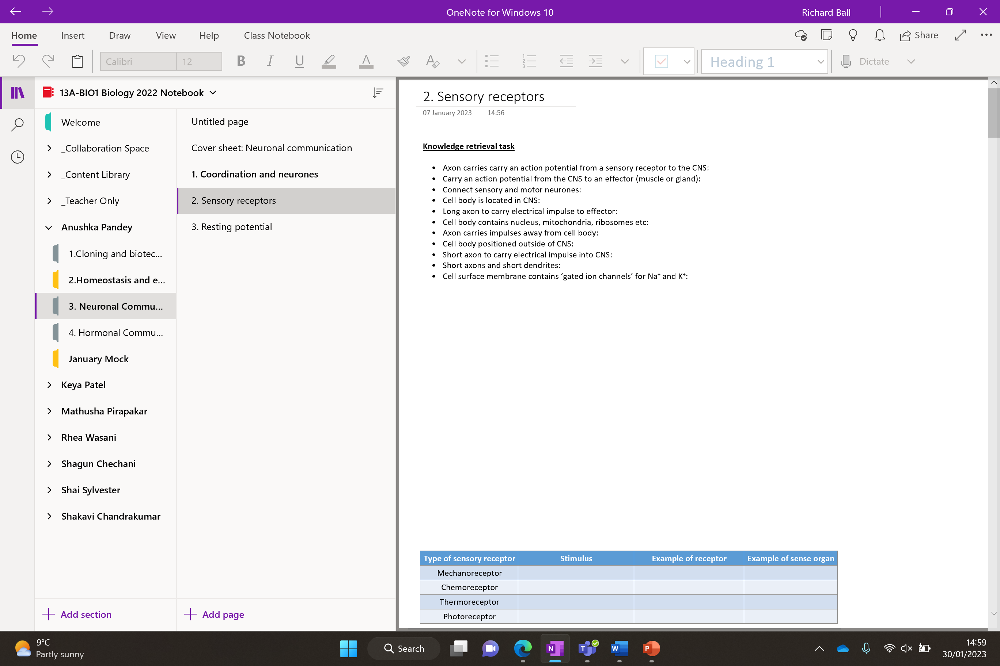 OneNote for Windows 10
Richard Ball
Home Insert Draw View Help Class Notebook
Share
Calibri 12
B I U A A
Heading 1
Dictate
13A-BIO1 Biology 2022 Notebook
Welcome
_Collaboration Space
_Content Library
_Teacher Only
Anushka Pandey
1.Cloning and biotec...
2.Homeostasis and e...
3. Neuronal Commu...
4. Hormonal Commu...
January Mock
Keya Patel
Mathusha Pirapakar
Rhea Wasani
Shagun Chechani
Shai Sylvester
Shakavi Chandrakumar
Add section
Untitled page
Cover sheet: Neuronal communication
1. Coordination and neurones
2. Sensory receptors
3. Resting potential
Add page
2. Sensory receptors
07 January 2023 14:56
Knowledge retrieval task
• Axon carries carry an action potential from a sensory receptor to the CNS:
• Carry an action potential from the CNS to an effector (muscle or gland):
• Connect sensory and motor neurones:
• Cell body is located in CNS:
• Long axon to carry electrical impulse to effector:
• Cell body contains nucleus, mitochondria, ribosomes etc:
• Axon carries impulses away from cell body:
• Cell body positioned outside of CNS:
• Short axon to carry electrical impulse into CNS:
• Short axons and short dendrites:
• Cell surface membrane contains ‘gated ion channels’ for Na⁺ and K⁺:
Type of sensory receptor Stimulus Example of receptor Example of sense organ
Mechanoreceptor
Chemoreceptor
Thermoreceptor
Photoreceptor
9°C
Partly sunny
Search
N T W P
14:59
30/01/2023